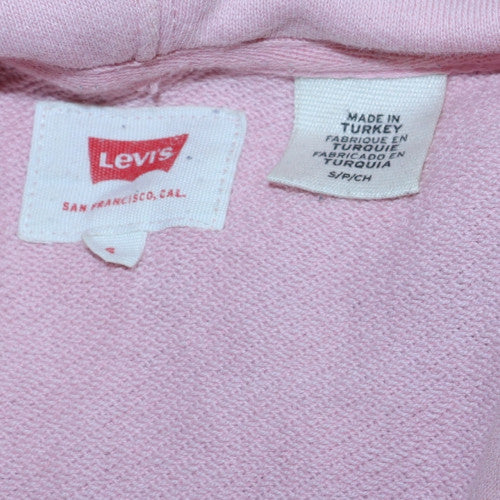 Levi's
SAN FRANCISCO, CAL.
MADE IN
TURKEY
FABRIQUE EN
TURQUIE
FABRICADO EN
TURQUIA
S/P/CH